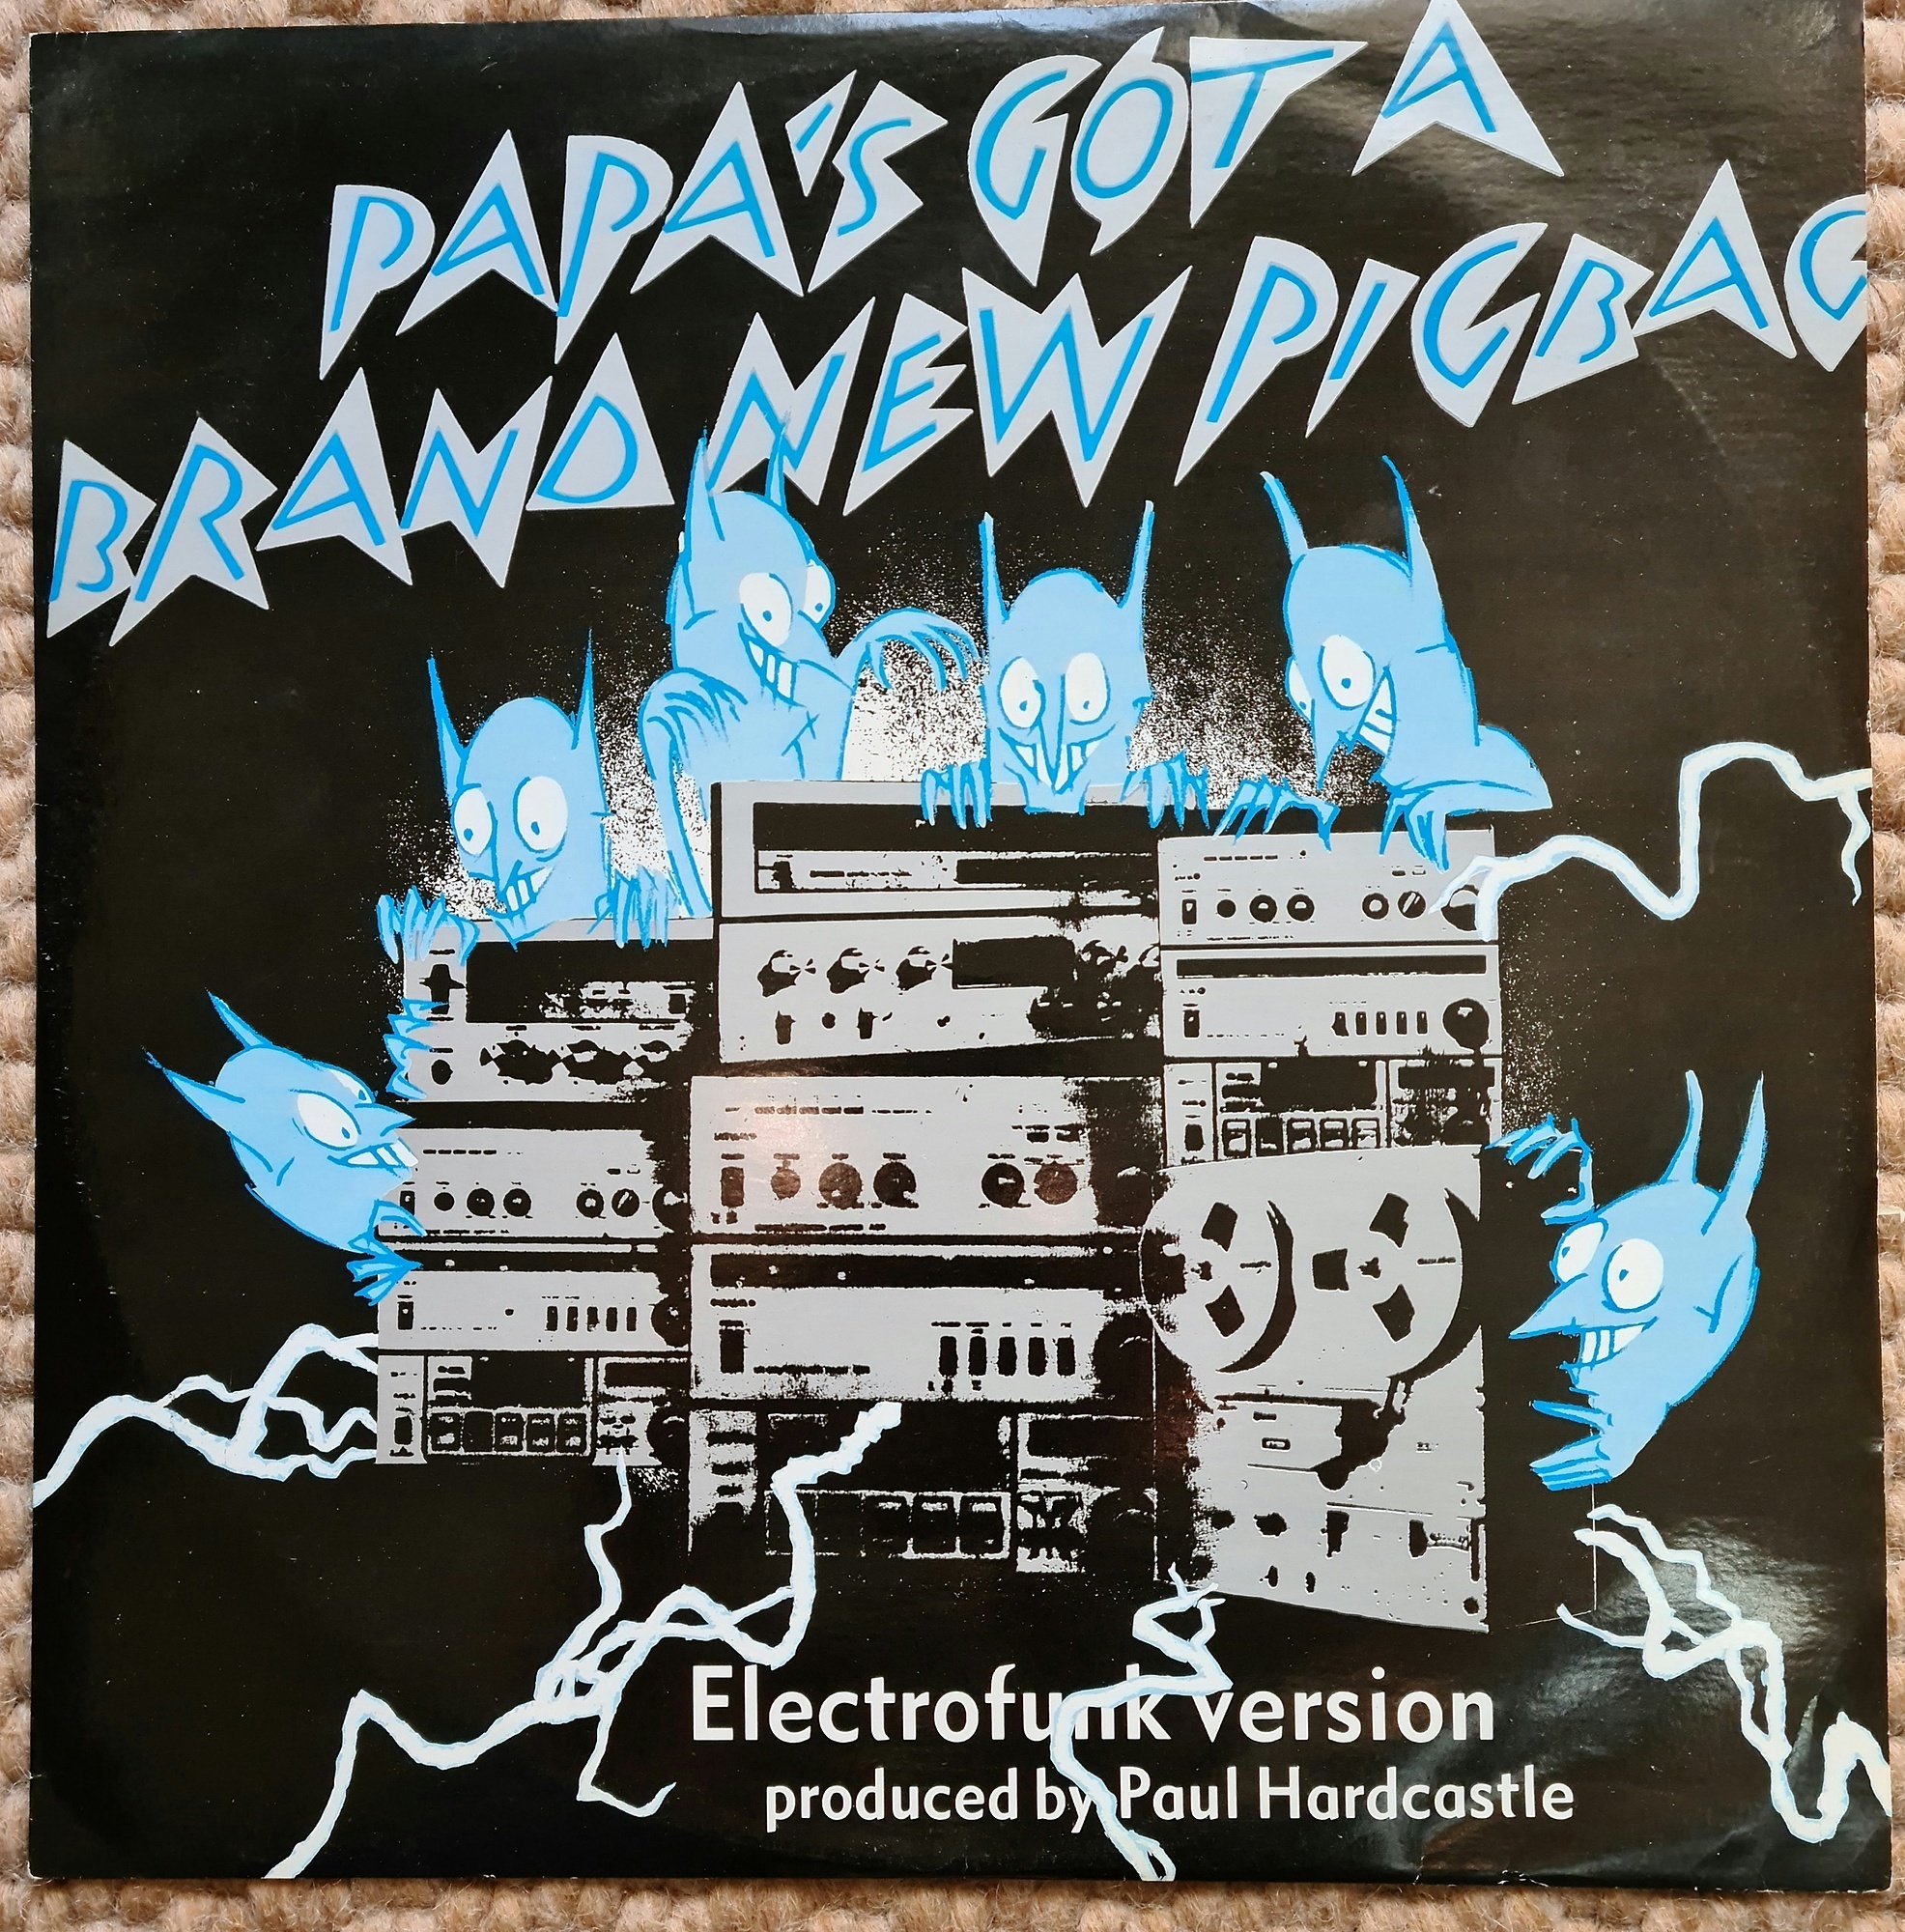 PAPA'S GOT A
BRAND NEW PIGBAG
Electrofunk version
produced by Paul Hardcastle